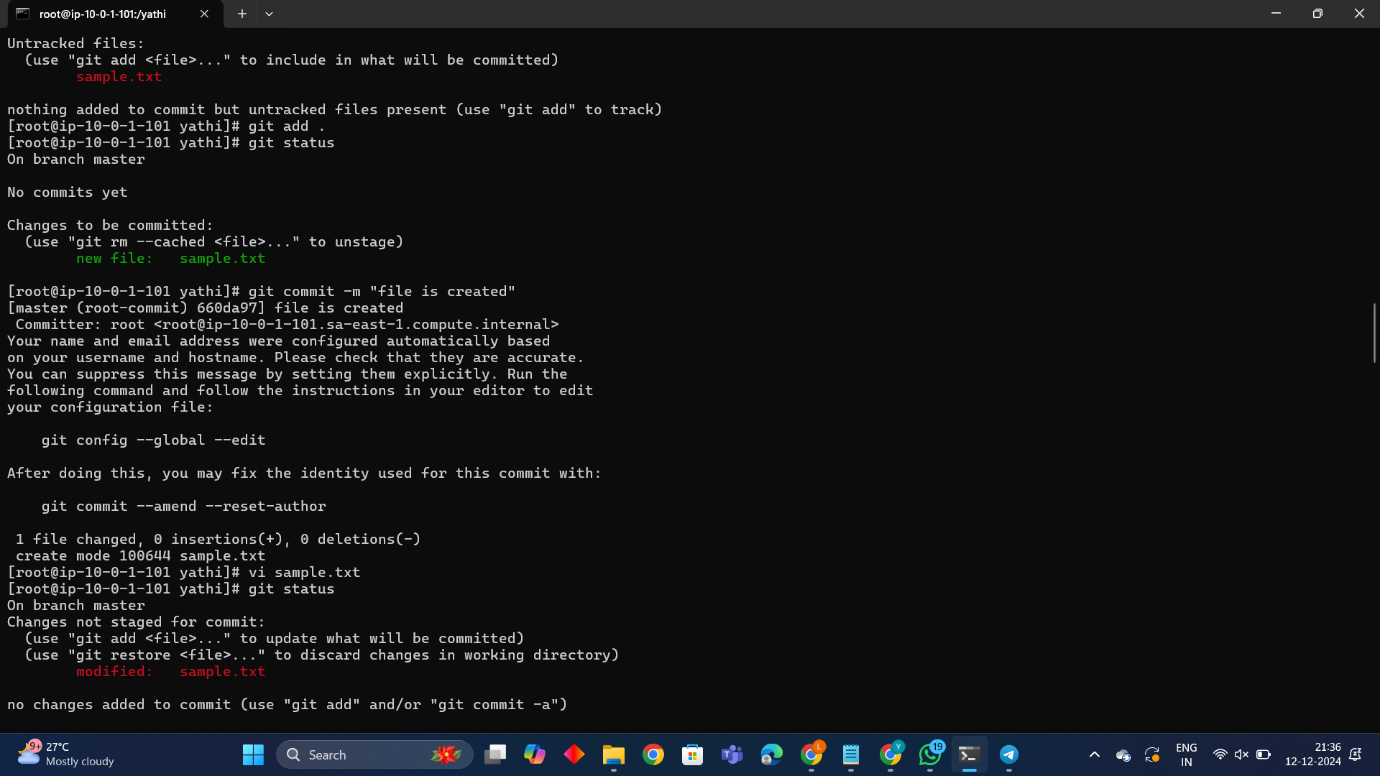 root@ip-10-0-1-101:/yathi
Untracked files:
  (use "git add <file>..." to include in what will be committed)
        sample.txt

nothing added to commit but untracked files present (use "git add" to track)
[root@ip-10-0-1-101 yathi]# git add .
[root@ip-10-0-1-101 yathi]# git status
On branch master

No commits yet

Changes to be committed:
  (use "git rm --cached <file>..." to unstage)
        new file:   sample.txt

[root@ip-10-0-1-101 yathi]# git commit -m "file is created"
[master (root-commit) 660da97] file is created
 Committer: root <root@ip-10-0-1-101.sa-east-1.compute.internal>
Your name and email address were configured automatically based
on your username and hostname. Please check that they are accurate.
You can suppress this message by setting them explicitly. Run the
following command and follow the instructions in your editor to edit
your configuration file:

    git config --global --edit

After doing this, you may fix the identity used for this commit with:

    git commit --amend --reset-author

 1 file changed, 0 insertions(+), 0 deletions(-)
 create mode 100644 sample.txt
[root@ip-10-0-1-101 yathi]# vi sample.txt
[root@ip-10-0-1-101 yathi]# git status
On branch master
Changes not staged for commit:
  (use "git add <file>..." to update what will be committed)
  (use "git restore <file>..." to discard changes in working directory)
        modified:   sample.txt

no changes added to commit (use "git add" and/or "git commit -a")
9+
27°C
Mostly cloudy
Search
L
Y
19
ENG
IN
21:36
12-12-2024